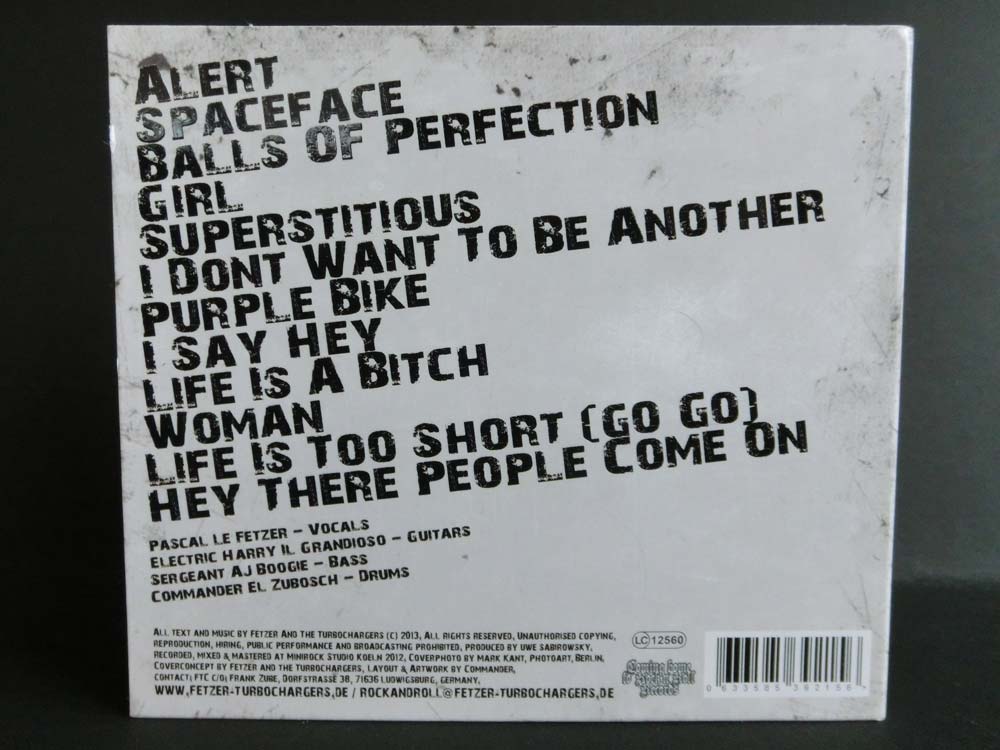 Alert
Spaceface
Balls of Perfection
Girl
Superstitious
I Dont Want To Be Another
Purple Bike
I Say Hey
Life Is A Bitch
Woman
Life Is Too Short (Go Go)
Hey There People Come On
Pascal Le Fetzer – Vocals
Electric Harry Il Grandioso – Guitars
Sergeant AJ Boogie – Bass
Commander El Zubosch – Drums
All text and music by Fetzer And the Turbochargers (C) 2013, All rights reserved, Unauthorised copying,
reproduction, hiring, public performance and broadcasting prohibited, Produced by Uwe Sabirowsky,
Recorded, mixed & mastered at Minirock Studio Koeln 2012, Coverphoto by Mark Kant, Photoart, Berlin,
Coverconcept by Fetzer and the Turbochargers, Layout & Artwork by Commander,
Contact: FTC c/o: Frank Zube, Dorfstrasse 38, 71636 Ludwigsburg, Germany,
www.fetzer-turbochargers.de / rockandroll@fetzer-turbochargers.de
LC 12560
Coming home
Records
0 633585 362156